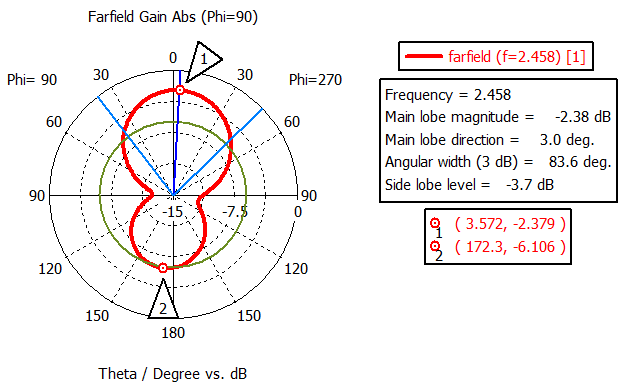 Farfield Gain Abs (Phi=90)
farfield (f=2.458) [1]
0
1
30
30
Phi= 90
Phi=270
60
60
90
90
-15
-7.5
0
120
120
150
150
2
180
Theta / Degree vs. dB
Frequency = 2.458
Main lobe magnitude = -2.38 dB
Main lobe direction = 3.0 deg.
Angular width (3 dB) = 83.6 deg.
Side lobe level = -3.7 dB
1 ( 3.572, -2.379 )
2 ( 172.3, -6.106 )